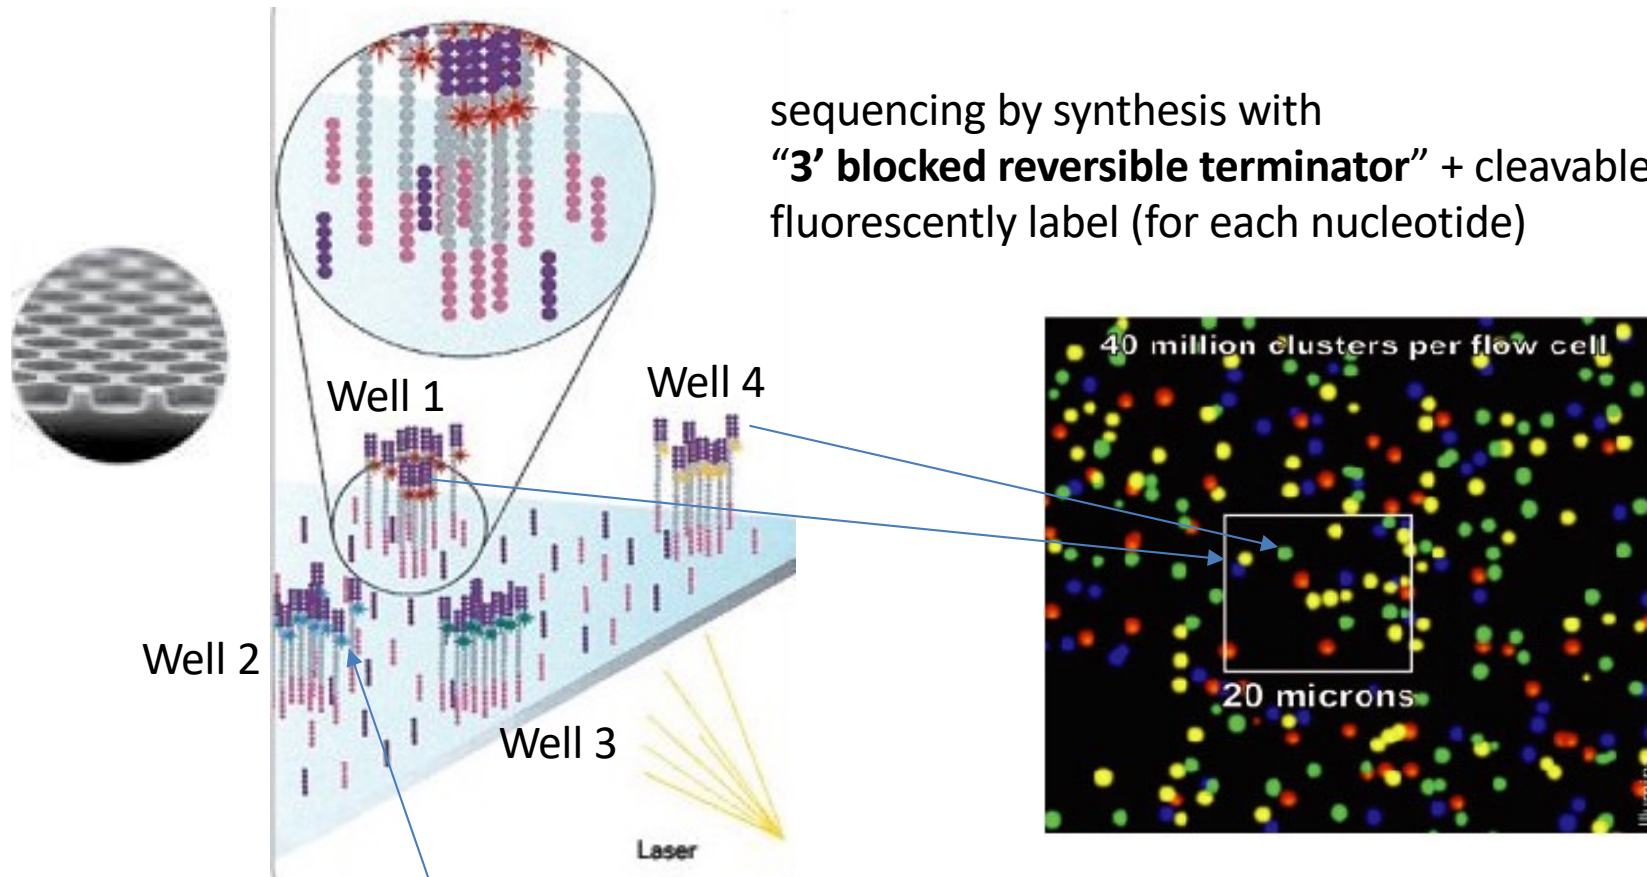 sequencing by synthesis with
“3’ blocked reversible terminator” + cleavable
fluorescently label (for each nucleotide)
40 million clusters per flow cell
Well 1
Well 4
20 microns
Well 2
Well 3
Laser